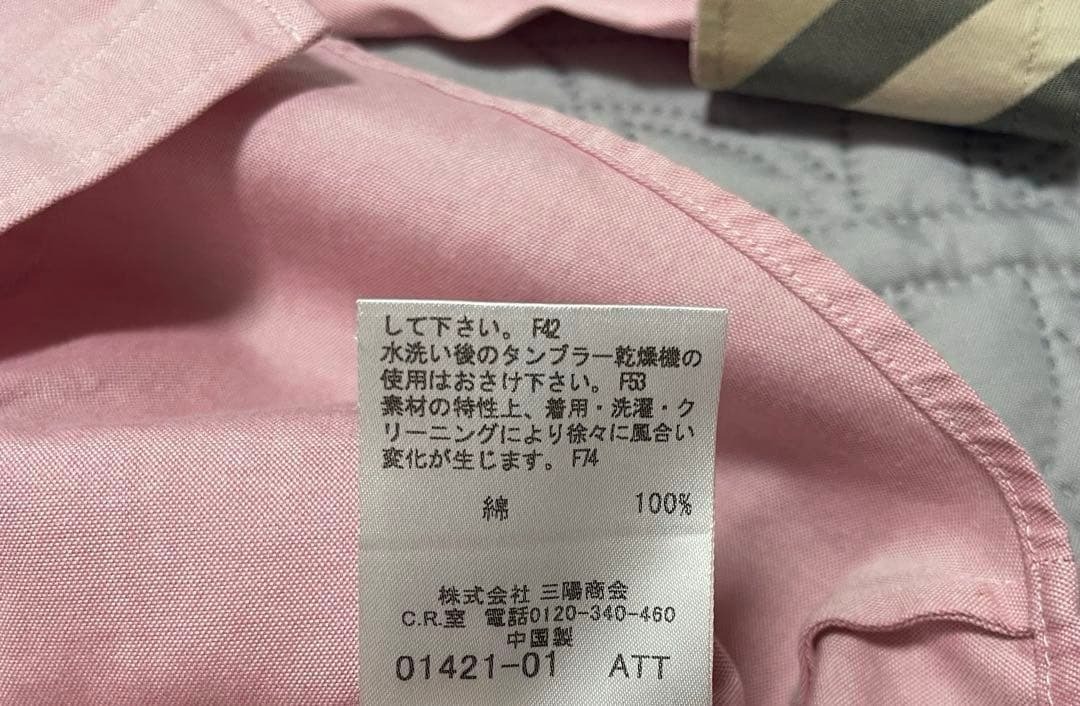 して下さい。 F42
水洗い後のタンブラー乾燥機の
使用はおさけ下さい。 F53
素材の特性上、着用・洗濯・ク
リーニングにより徐々に風合い
変化が生じます。 F74
綿 100%
株式会社 三陽商会
C.R.室 電話0120-340-460
中国製
01421-01 ATT